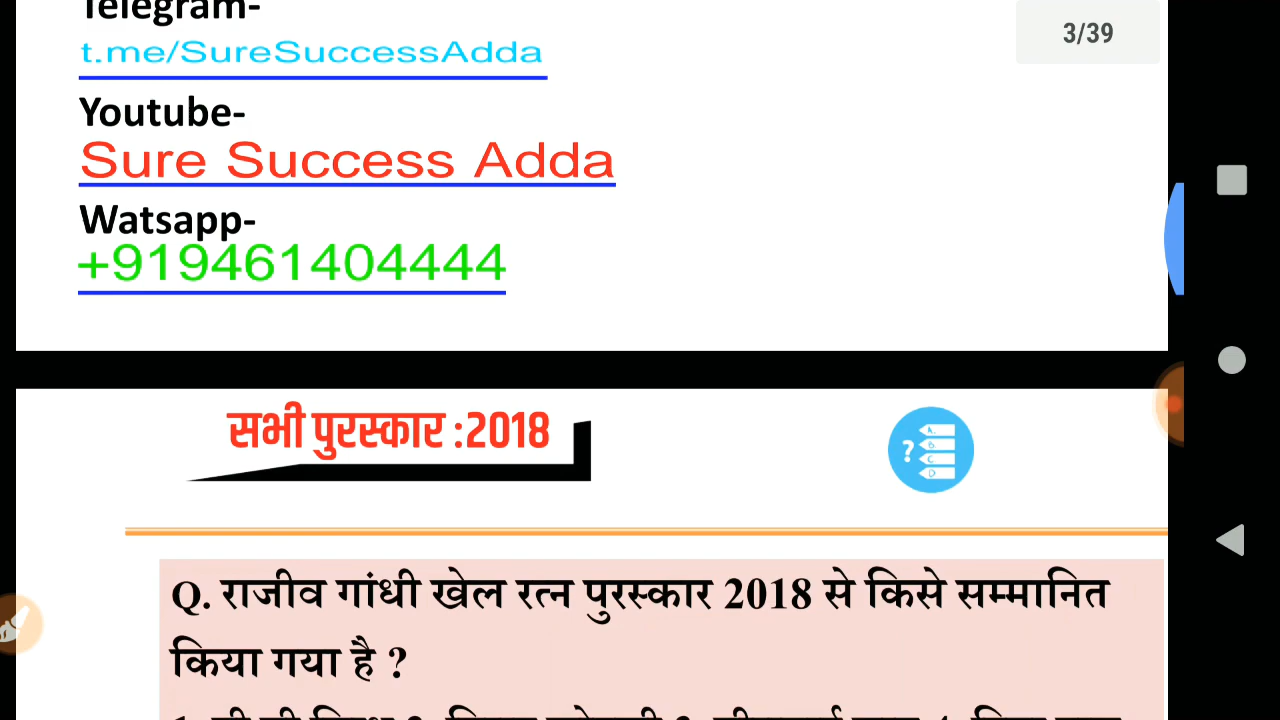 Telegram-
3/39
t.me/SureSuccessAdda
Youtube-
Sure Success Adda
Watsapp-
+919461404444
सभी पुरस्कार :2018
?
A.
B.
C.
D
Q. राजीव गांधी खेल रत्न पुरस्कार 2018 से किसे सम्मानित
किया गया है ?